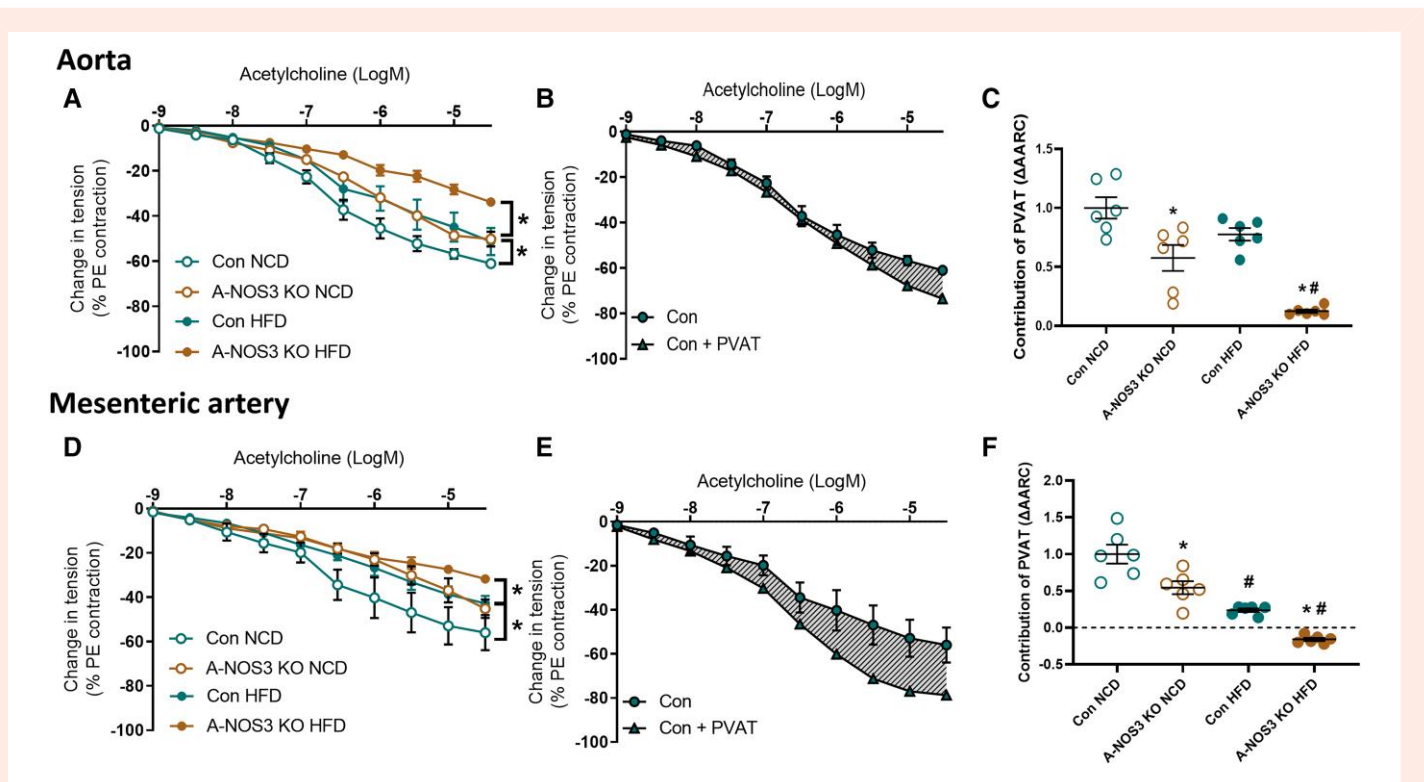 Aorta
A
Acetylcholine (LogM)
-9 -8 -7 -6 -5
0
-20
-40
-60
-80
-100
Change in tension
(% PE contraction)
Con NCD
A-NOS3 KO NCD
Con HFD
A-NOS3 KO HFD
*
*
B
Acetylcholine (LogM)
-9 -8 -7 -6 -5
0
-20
-40
-60
-80
-100
Change in tension
(% PE contraction)
Con
Con + PVAT
C
Contribution of PVAT (ΔAARC)
1.5
1.0
0.5
0.0
*
* #
Con NCD
A-NOS3 KO NCD
Con HFD
A-NOS3 KO HFD
Mesenteric artery
D
Acetylcholine (LogM)
-9 -8 -7 -6 -5
0
-20
-40
-60
-80
-100
Change in tension
(% PE contraction)
Con NCD
A-NOS3 KO NCD
Con HFD
A-NOS3 KO HFD
*
*
E
Acetylcholine (LogM)
-9 -8 -7 -6 -5
0
-20
-40
-60
-80
-100
Change in tension
(% PE contraction)
Con
Con + PVAT
F
Contribution of PVAT (ΔAARC)
2.0
1.5
1.0
0.5
0.0
-0.5
*
#
* #
Con NCD
A-NOS3 KO NCD
Con HFD
A-NOS3 KO HFD